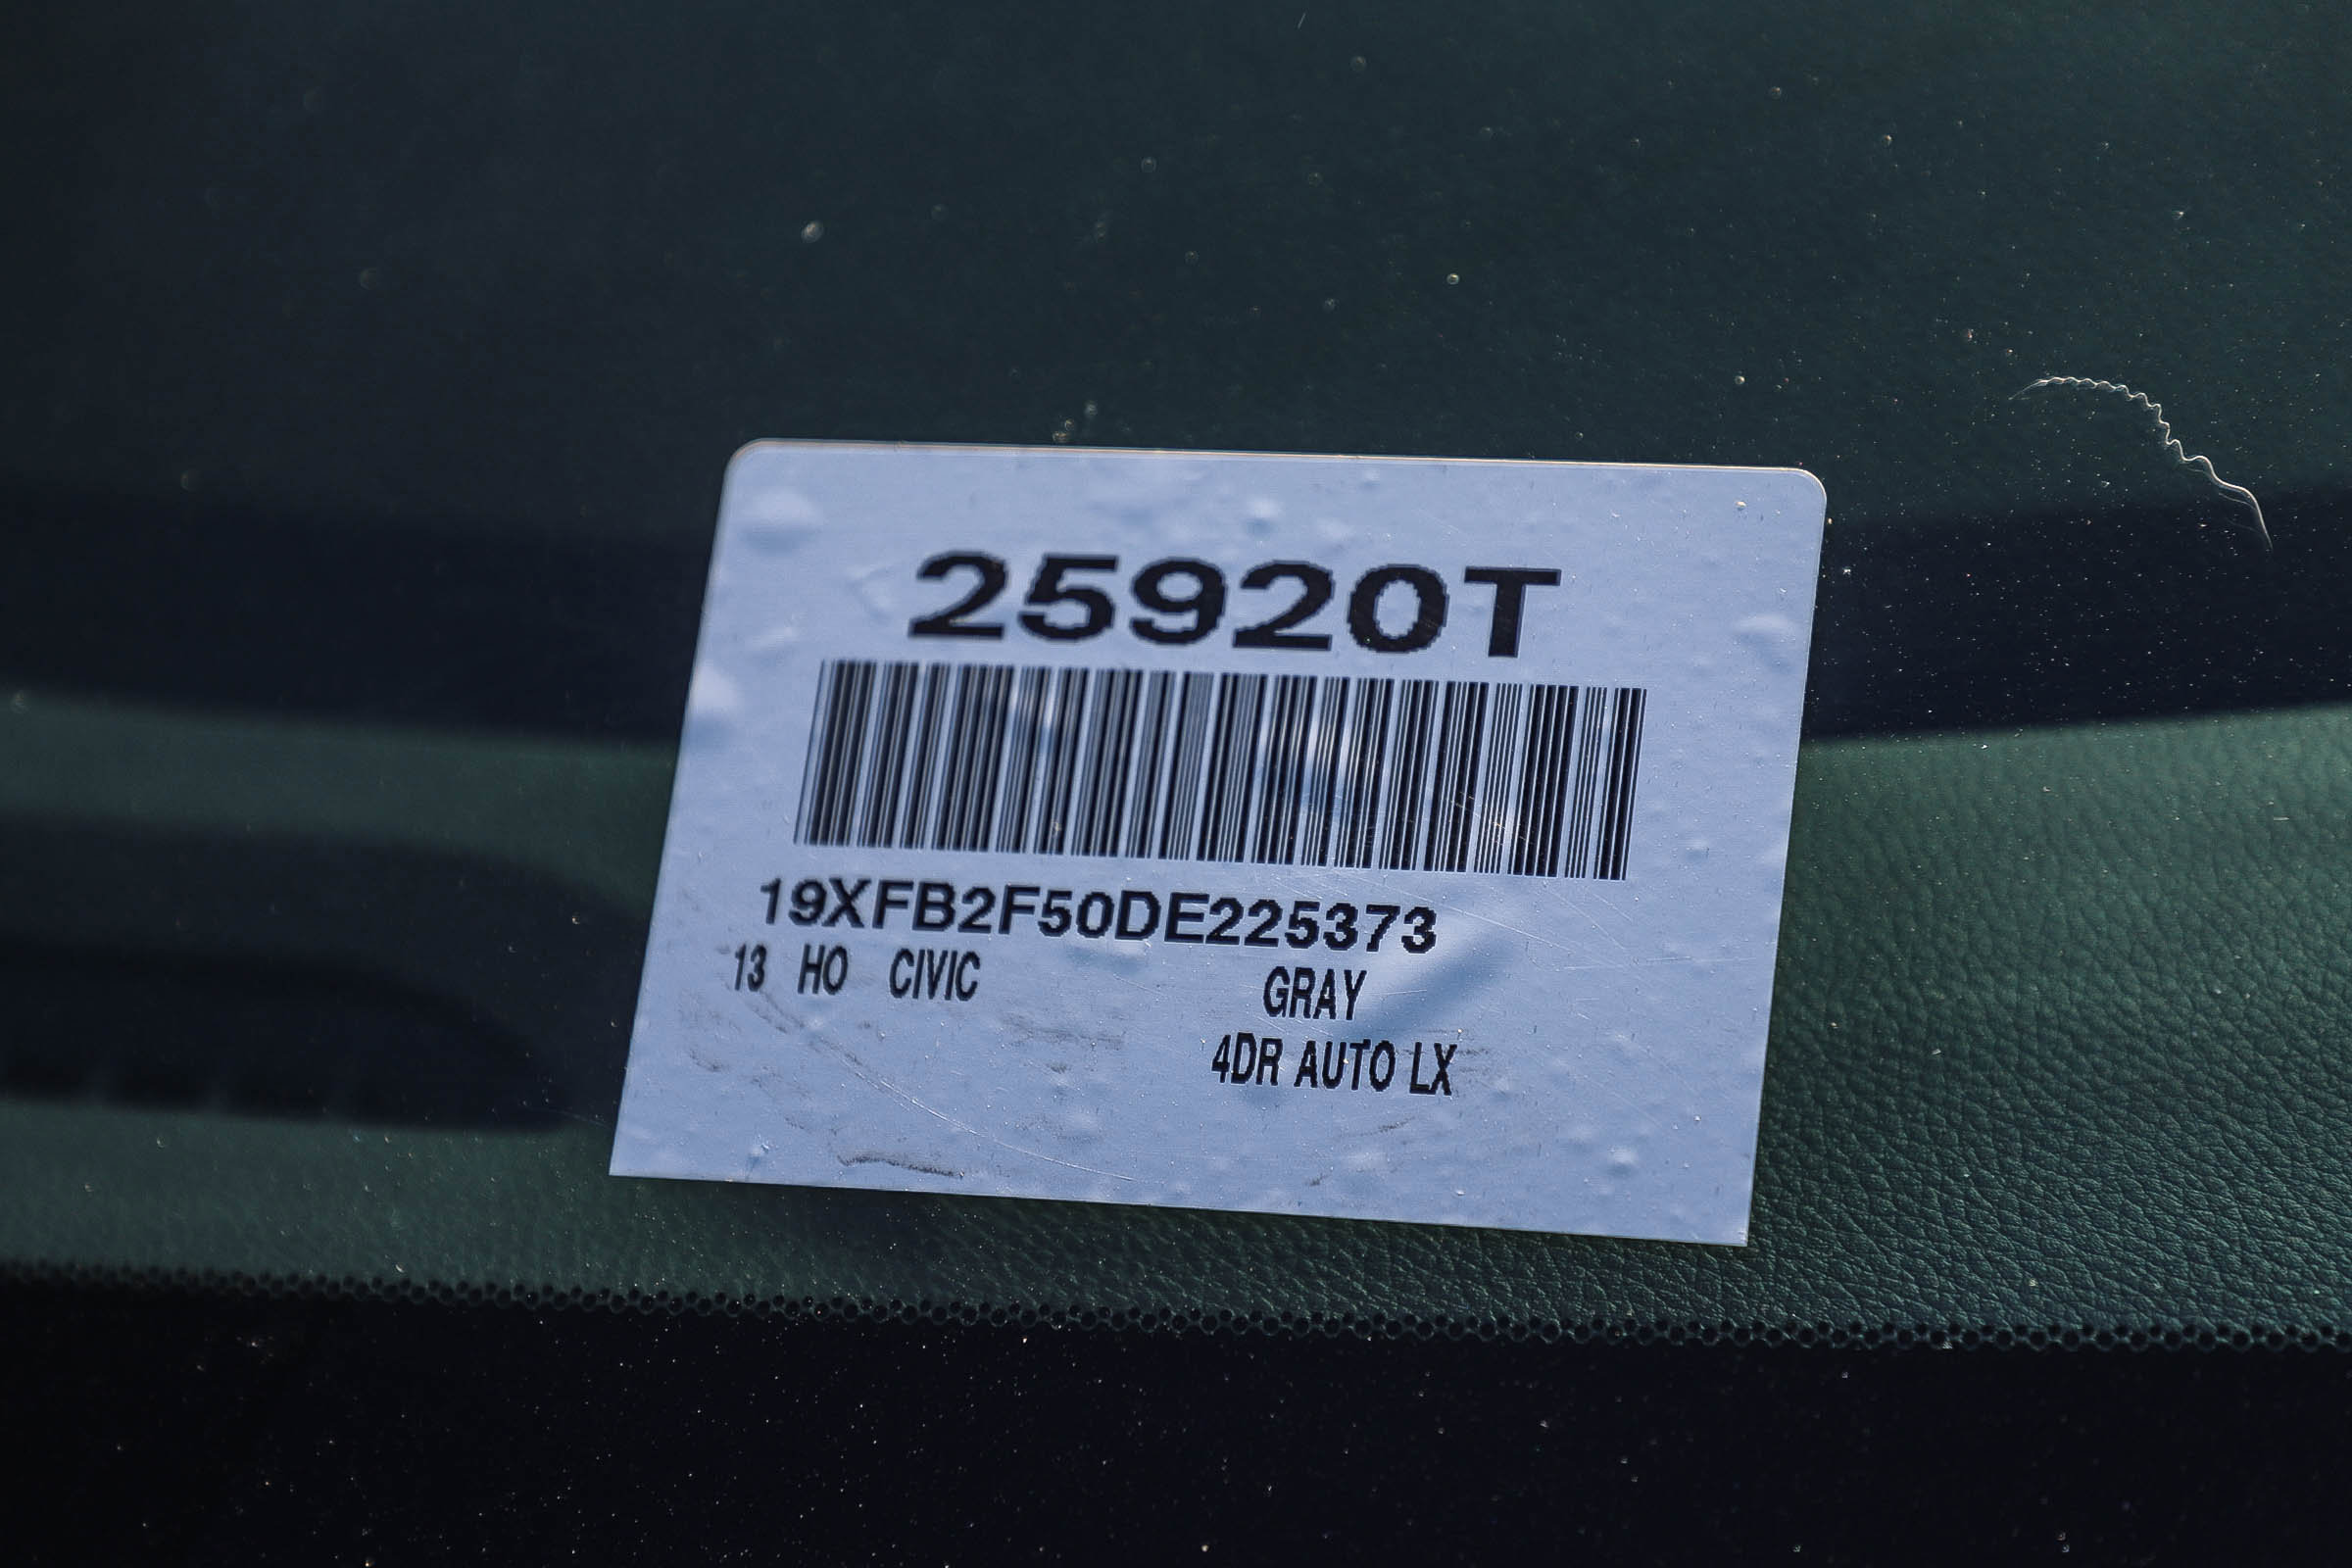 25920T
19XFB2F50DE225373
13 HO CIVIC GRAY
4DR AUTO LX